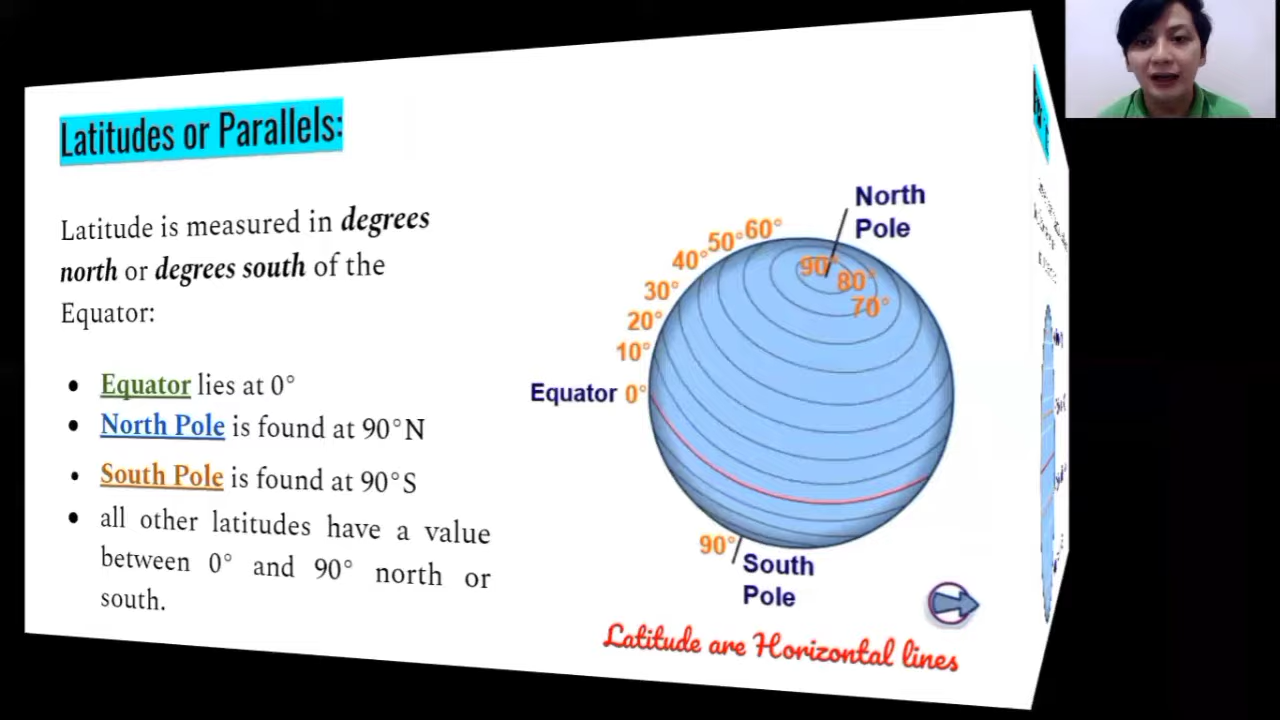 Latitudes or Parallels:
Latitude is measured in degrees
north or degrees south of the
Equator:
• Equator lies at 0°
• North Pole is found at 90°N
• South Pole is found at 90°S
• all other latitudes have a value
between 0° and 90° north or
south.
North
Pole
60°
50°
40°
30°
20°
10°
90°
80°
70°
Equator 0°
90°
South
Pole
Latitude are Horizontal lines